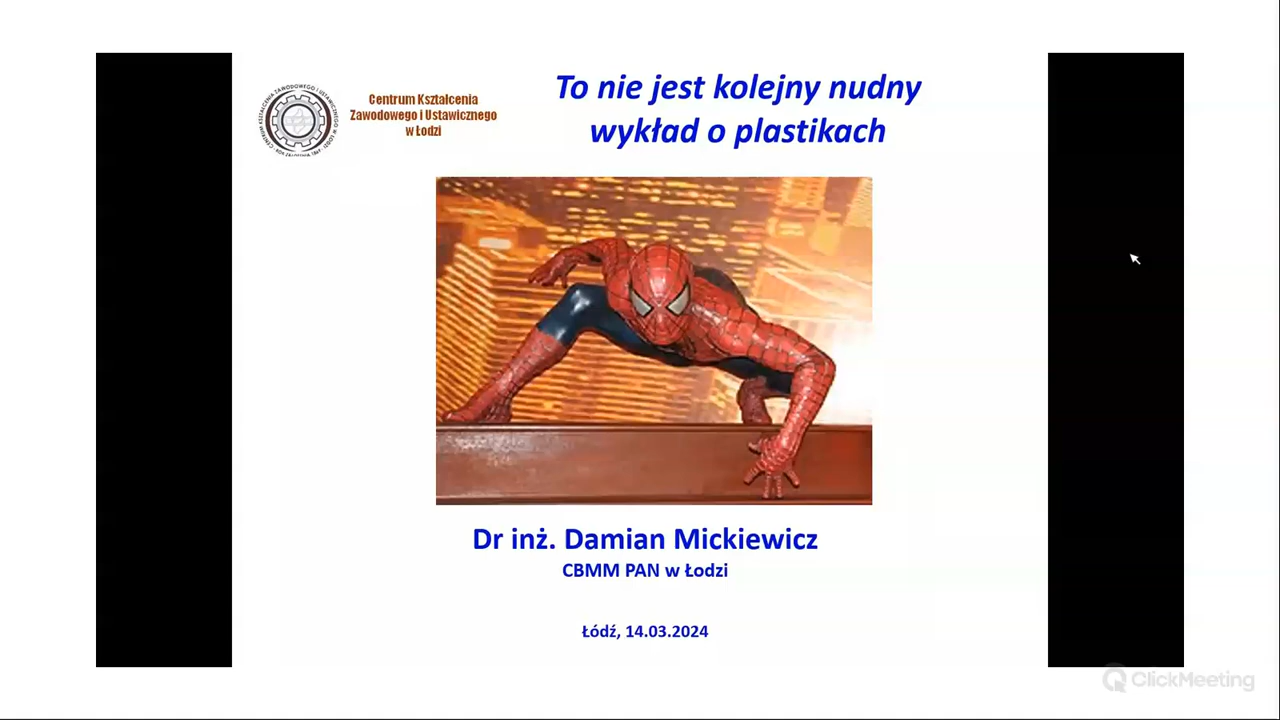 Centrum Kształcenia
Zawodowego i Ustawicznego
w Łodzi
To nie jest kolejny nudny
wykład o plastikach
Dr inż. Damian Mickiewicz
CBMM PAN w Łodzi
Łódź, 14.03.2024
ClickMeeting